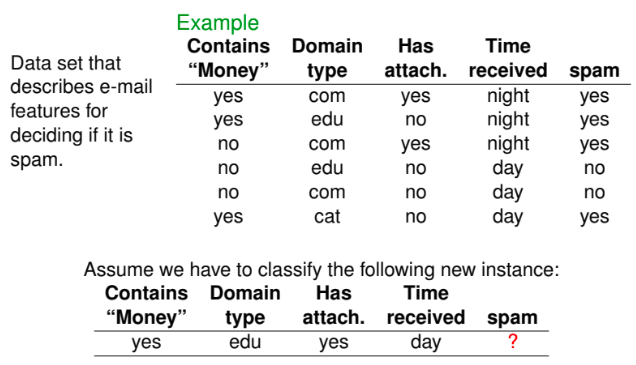 Example
Data set that
describes e-mail
features for
deciding if it is
spam.
Contains Domain Has Time
“Money” type attach. received spam
yes com yes night yes
yes edu no night yes
no com yes night yes
no edu no day no
no com no day no
yes cat no day yes
Assume we have to classify the following new instance:
Contains Domain Has Time
“Money” type attach. received spam
yes edu yes day ?